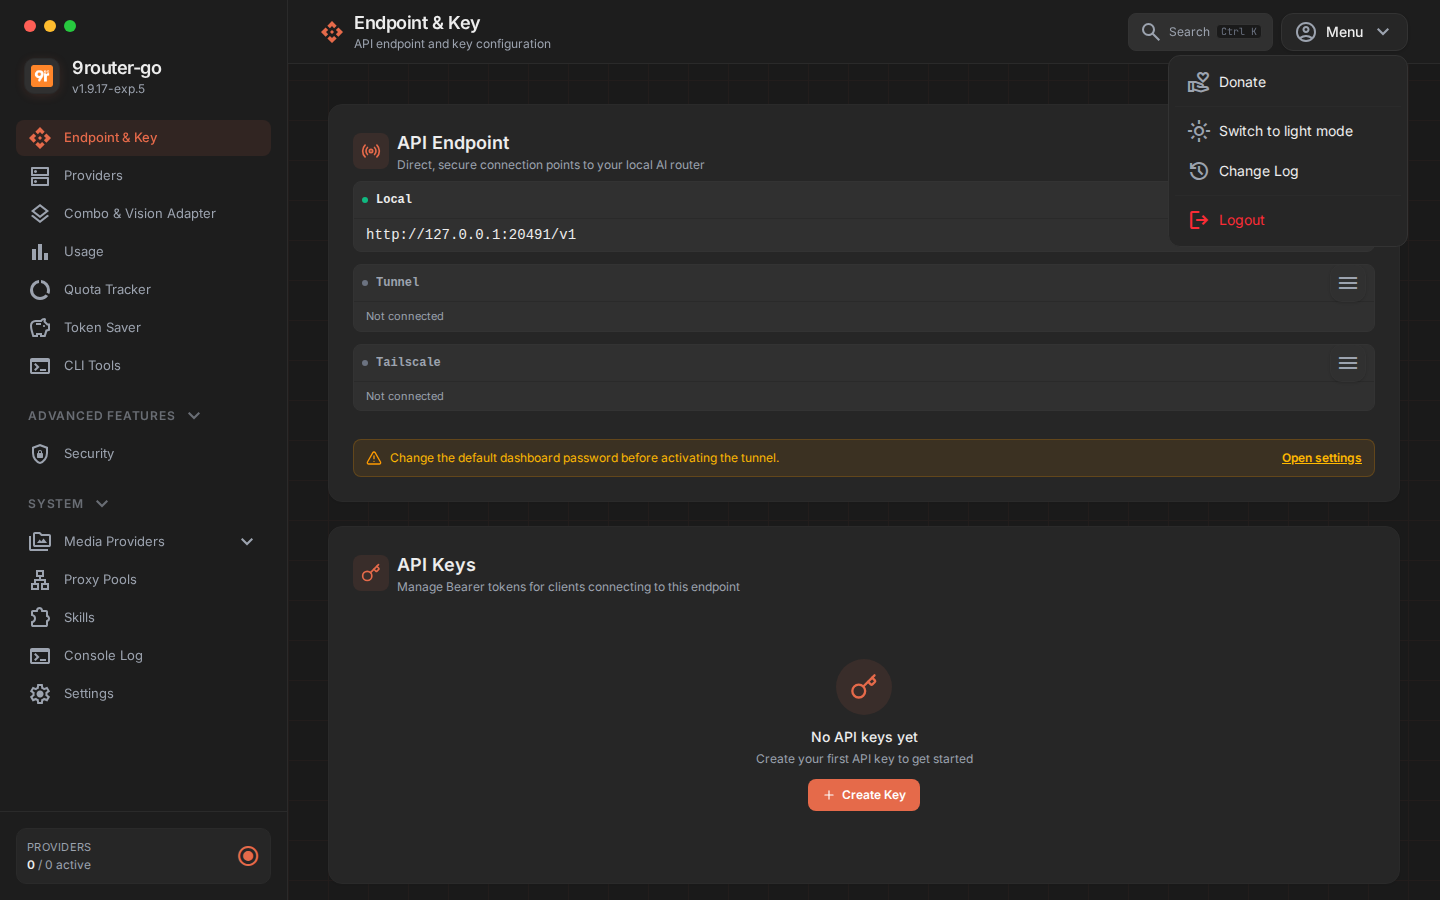 9r
9router-go
v1.9.17-exp.5
Endpoint & Key
Providers
Combo & Vision Adapter
Usage
Quota Tracker
Token Saver
CLI Tools
ADVANCED FEATURES
Security
SYSTEM
Media Providers
Proxy Pools
Skills
Console Log
Settings
PROVIDERS
0 / 0 active
Endpoint & Key
API endpoint and key configuration
Search Ctrl K
Menu
Donate
Switch to light mode
Change Log
Logout
API Endpoint
Direct, secure connection points to your local AI router
Local
http://127.0.0.1:20491/v1
Tunnel
Not connected
Tailscale
Not connected
Change the default dashboard password before activating the tunnel.
Open settings
API Keys
Manage Bearer tokens for clients connecting to this endpoint
No API keys yet
Create your first API key to get started
Create Key